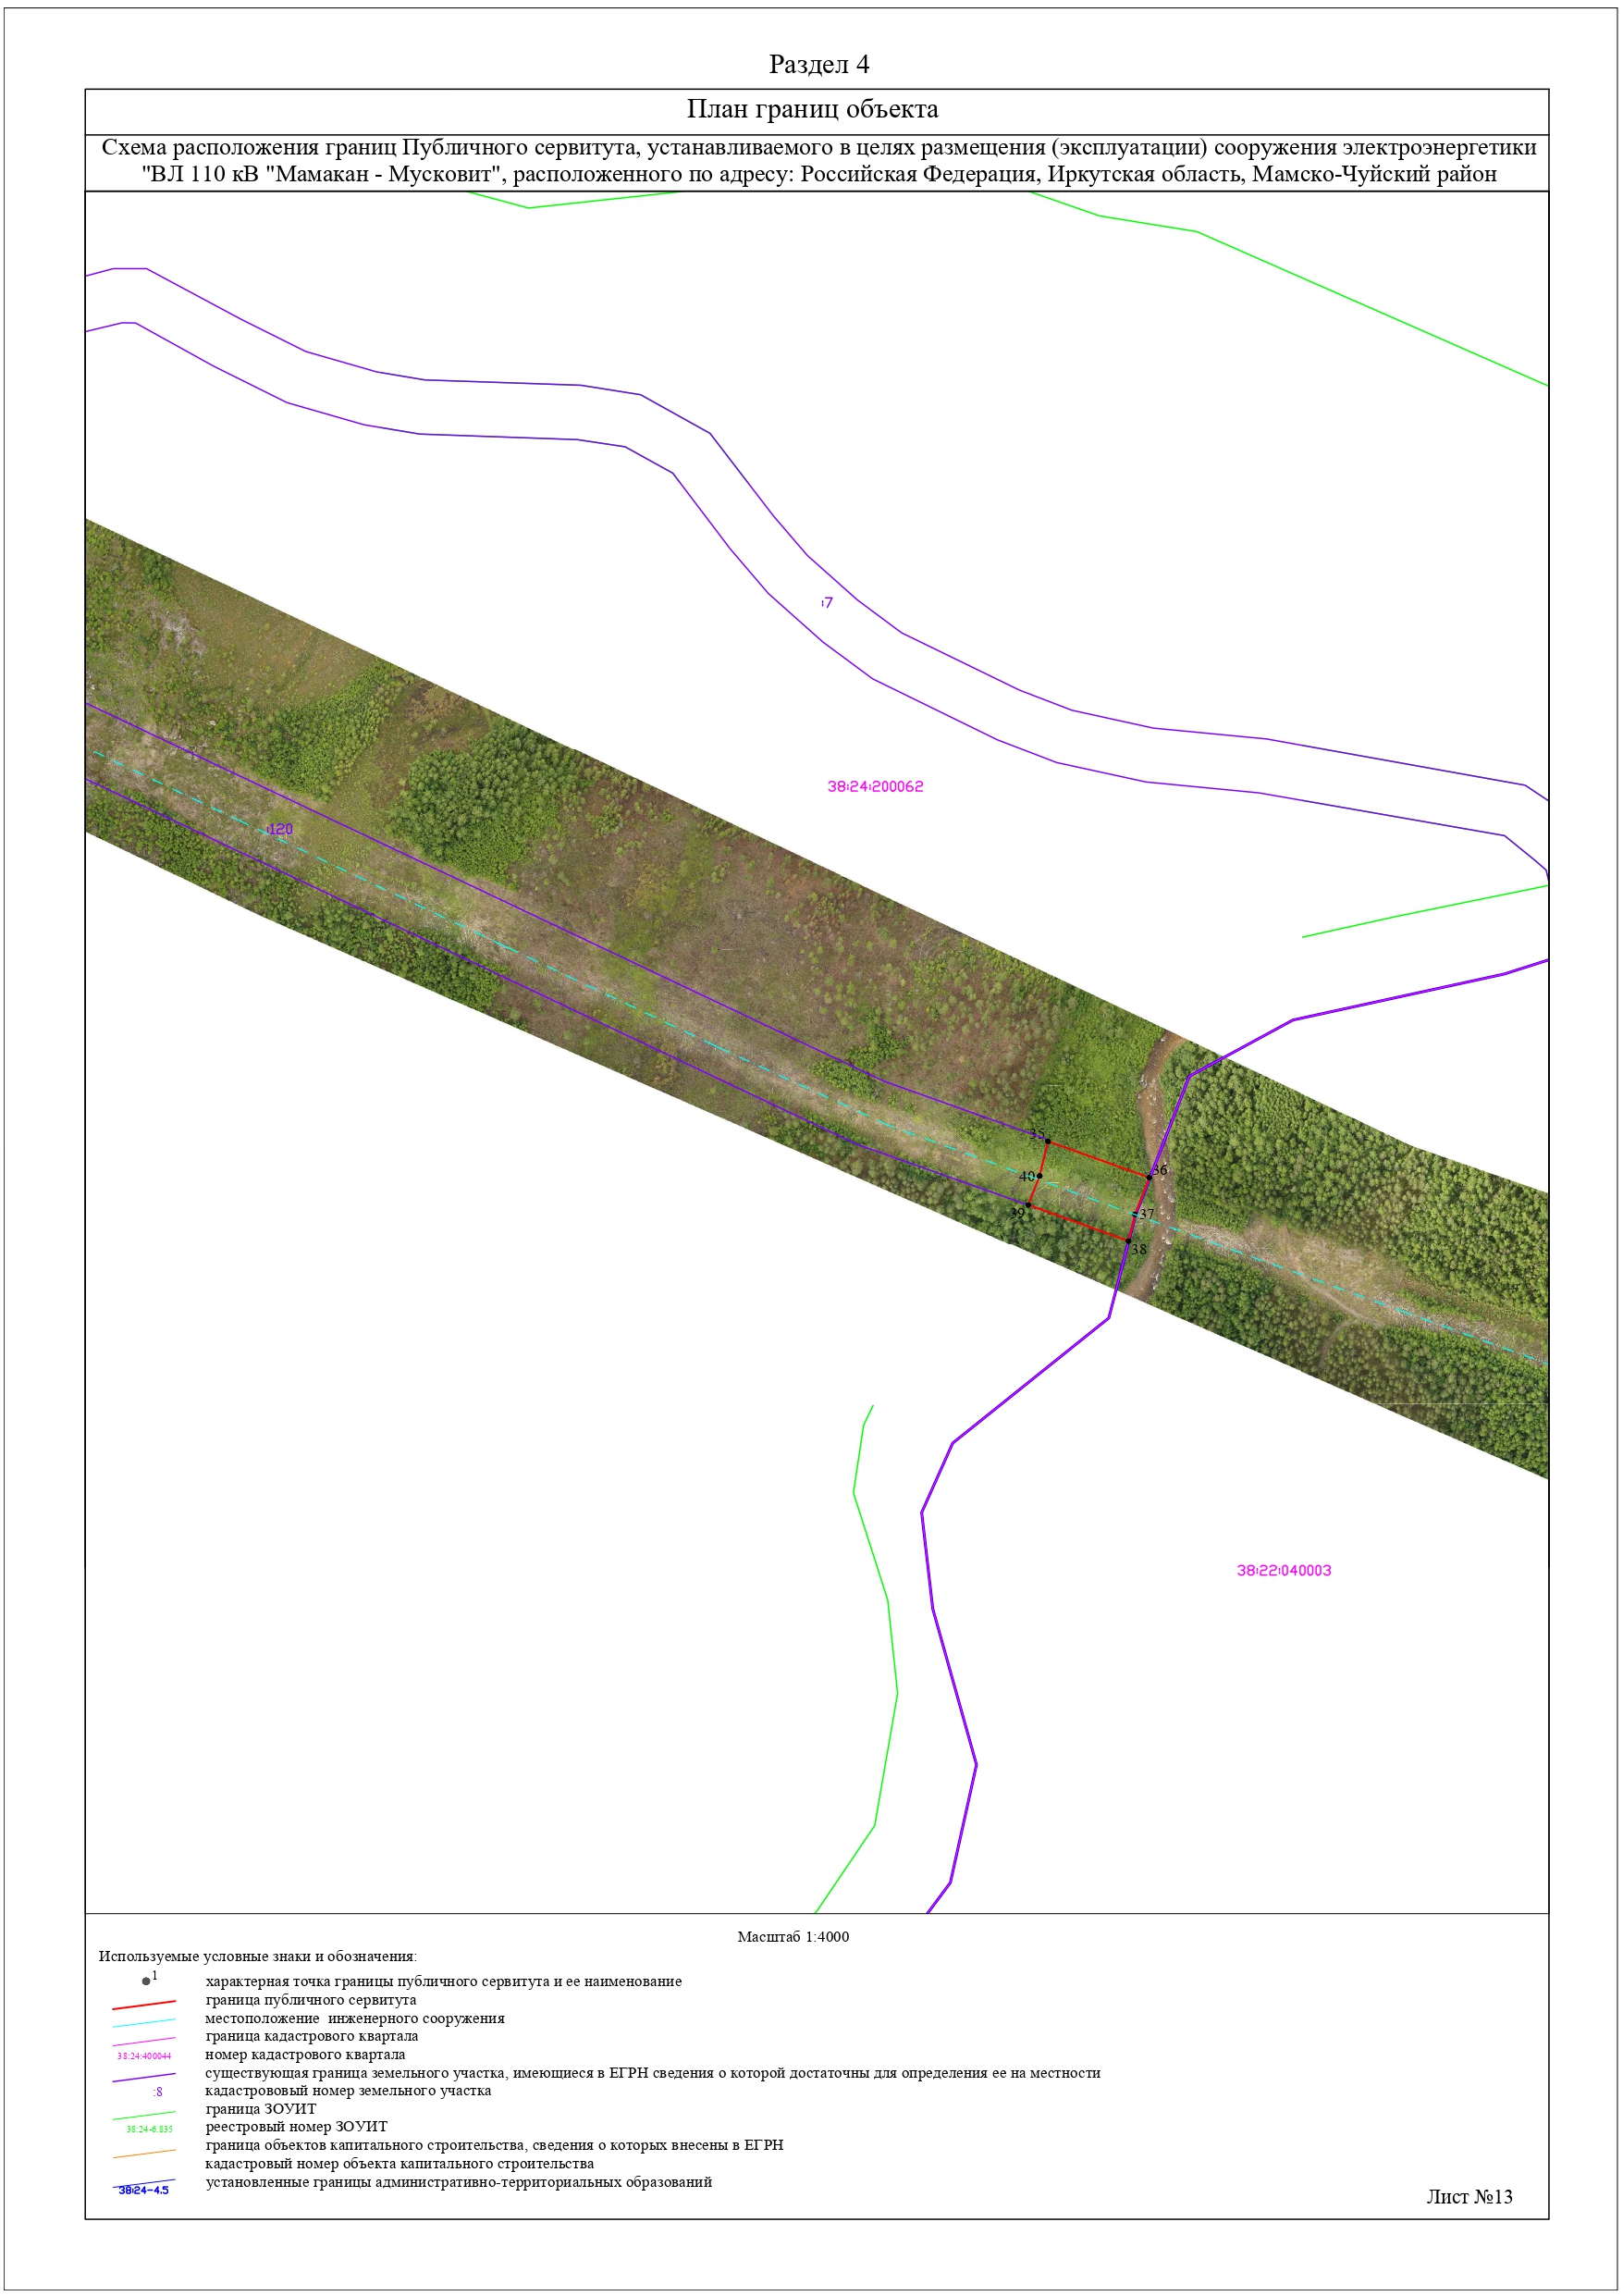 Раздел 4
План границ объекта
Схема расположения границ Публичного сервитута, устанавливаемого в целях размещения (эксплуатации) сооружения электроэнергетики
"ВЛ 110 кВ "Мамакан - Мусковит", расположенного по адресу: Российская Федерация, Иркутская область, Мамско-Чуйский район
:7
38:24:200062
:120
35
36
40
39
37
38
38:22:040003
Масштаб 1:4000
Используемые условные знаки и обозначения:
1 характерная точка границы публичного сервитута и ее наименование
граница публичного сервитута
местоположение инженерного сооружения
граница кадастрового квартала
38:24:400044 номер кадастрового квартала
существующая граница земельного участка, имеющиеся в ЕГРН сведения о которой достаточны для определения ее на местности
:8 кадастрововый номер земельного участка
граница ЗОУИТ
38:24-6.835 реестровый номер ЗОУИТ
граница объектов капитального строительства, сведения о которых внесены в ЕГРН
кадастровый номер объекта капитального строительства
38:24-4.5 установленные границы административно-территориальных образований
Лист №13